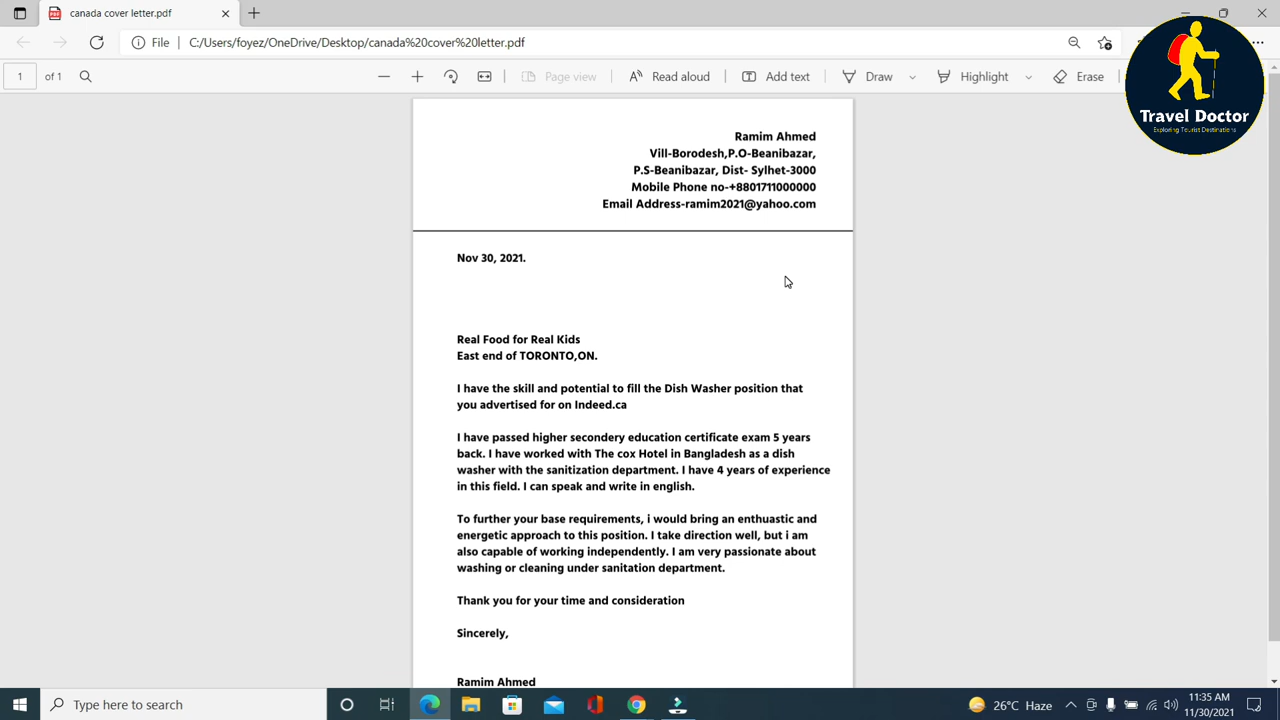 canada cover letter.pdf
File C:/Users/foyez/OneDrive/Desktop/canada%20cover%20letter.pdf
1 of 1 Page view Read aloud Add text Draw Highlight Erase
Travel Doctor
Exploring Tourist Destinations
Ramim Ahmed
Vill-Borodesh,P.O-Beanibazar,
P.S-Beanibazar, Dist- Sylhet-3000
Mobile Phone no-+8801711000000
Email Address-ramim2021@yahoo.com
Nov 30, 2021.
Real Food for Real Kids
East end of TORONTO,ON.
I have the skill and potential to fill the Dish Washer position that
you advertised for on Indeed.ca
I have passed higher secondery education certificate exam 5 years
back. I have worked with The cox Hotel in Bangladesh as a dish
washer with the sanitization department. I have 4 years of experience
in this field. I can speak and write in english.
To further your base requirements, i would bring an enthuastic and
energetic approach to this position. I take direction well, but i am
also capable of working independently. I am very passionate about
washing or cleaning under sanitation department.
Thank you for your time and consideration
Sincerely,
Ramim Ahmed
Type here to search
26°C Haze
11:35 AM
11/30/2021